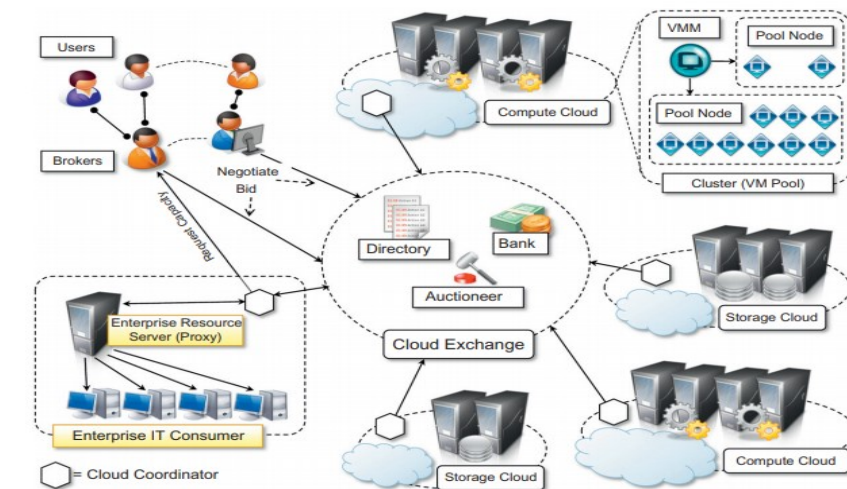 Users
Brokers
Negotiate
Bid
Request Capacity
Compute Cloud
VMM
Pool Node
Pool Node
Cluster (VM Pool)
Directory
Bank
Auctioneer
Cloud Exchange
Storage Cloud
Enterprise Resource
Server (Proxy)
Enterprise IT Consumer
= Cloud Coordinator
Storage Cloud
Compute Cloud